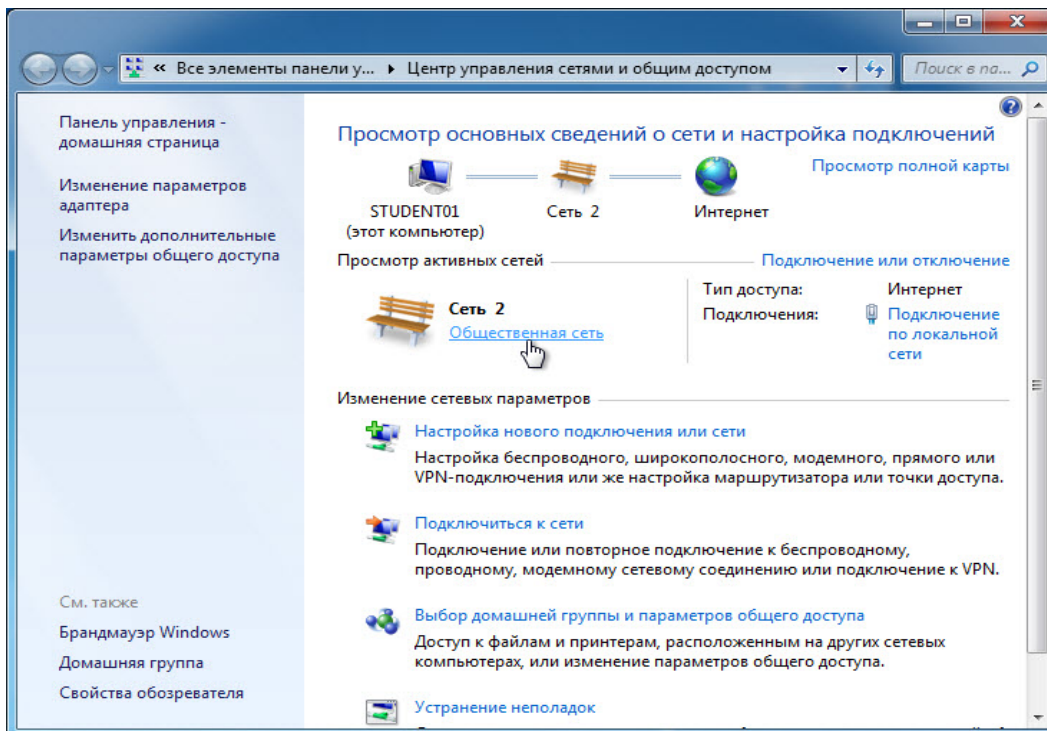 « Все элементы панели у... ▸ Центр управления сетями и общим доступом
Поиск в па...
Панель управления -
домашняя страница
Изменение параметров
адаптера
Изменить дополнительные
параметры общего доступа
См. также
Брандмауэр Windows
Домашняя группа
Свойства обозревателя
Просмотр основных сведений о сети и настройка подключений
Просмотр полной карты
STUDENT01
(этот компьютер)
Сеть 2
Интернет
Просмотр активных сетей
Подключение или отключение
Сеть 2
Общественная сеть
Тип доступа: Интернет
Подключения: Подключение
по локальной
сети
Изменение сетевых параметров
Настройка нового подключения или сети
Настройка беспроводного, широкополосного, модемного, прямого или
VPN-подключения или же настройка маршрутизатора или точки доступа.
Подключиться к сети
Подключение или повторное подключение к беспроводному,
проводному, модемному сетевому соединению или подключение к VPN.
Выбор домашней группы и параметров общего доступа
Доступ к файлам и принтерам, расположенным на других сетевых
компьютерах, или изменение параметров общего доступа.
Устранение неполадок